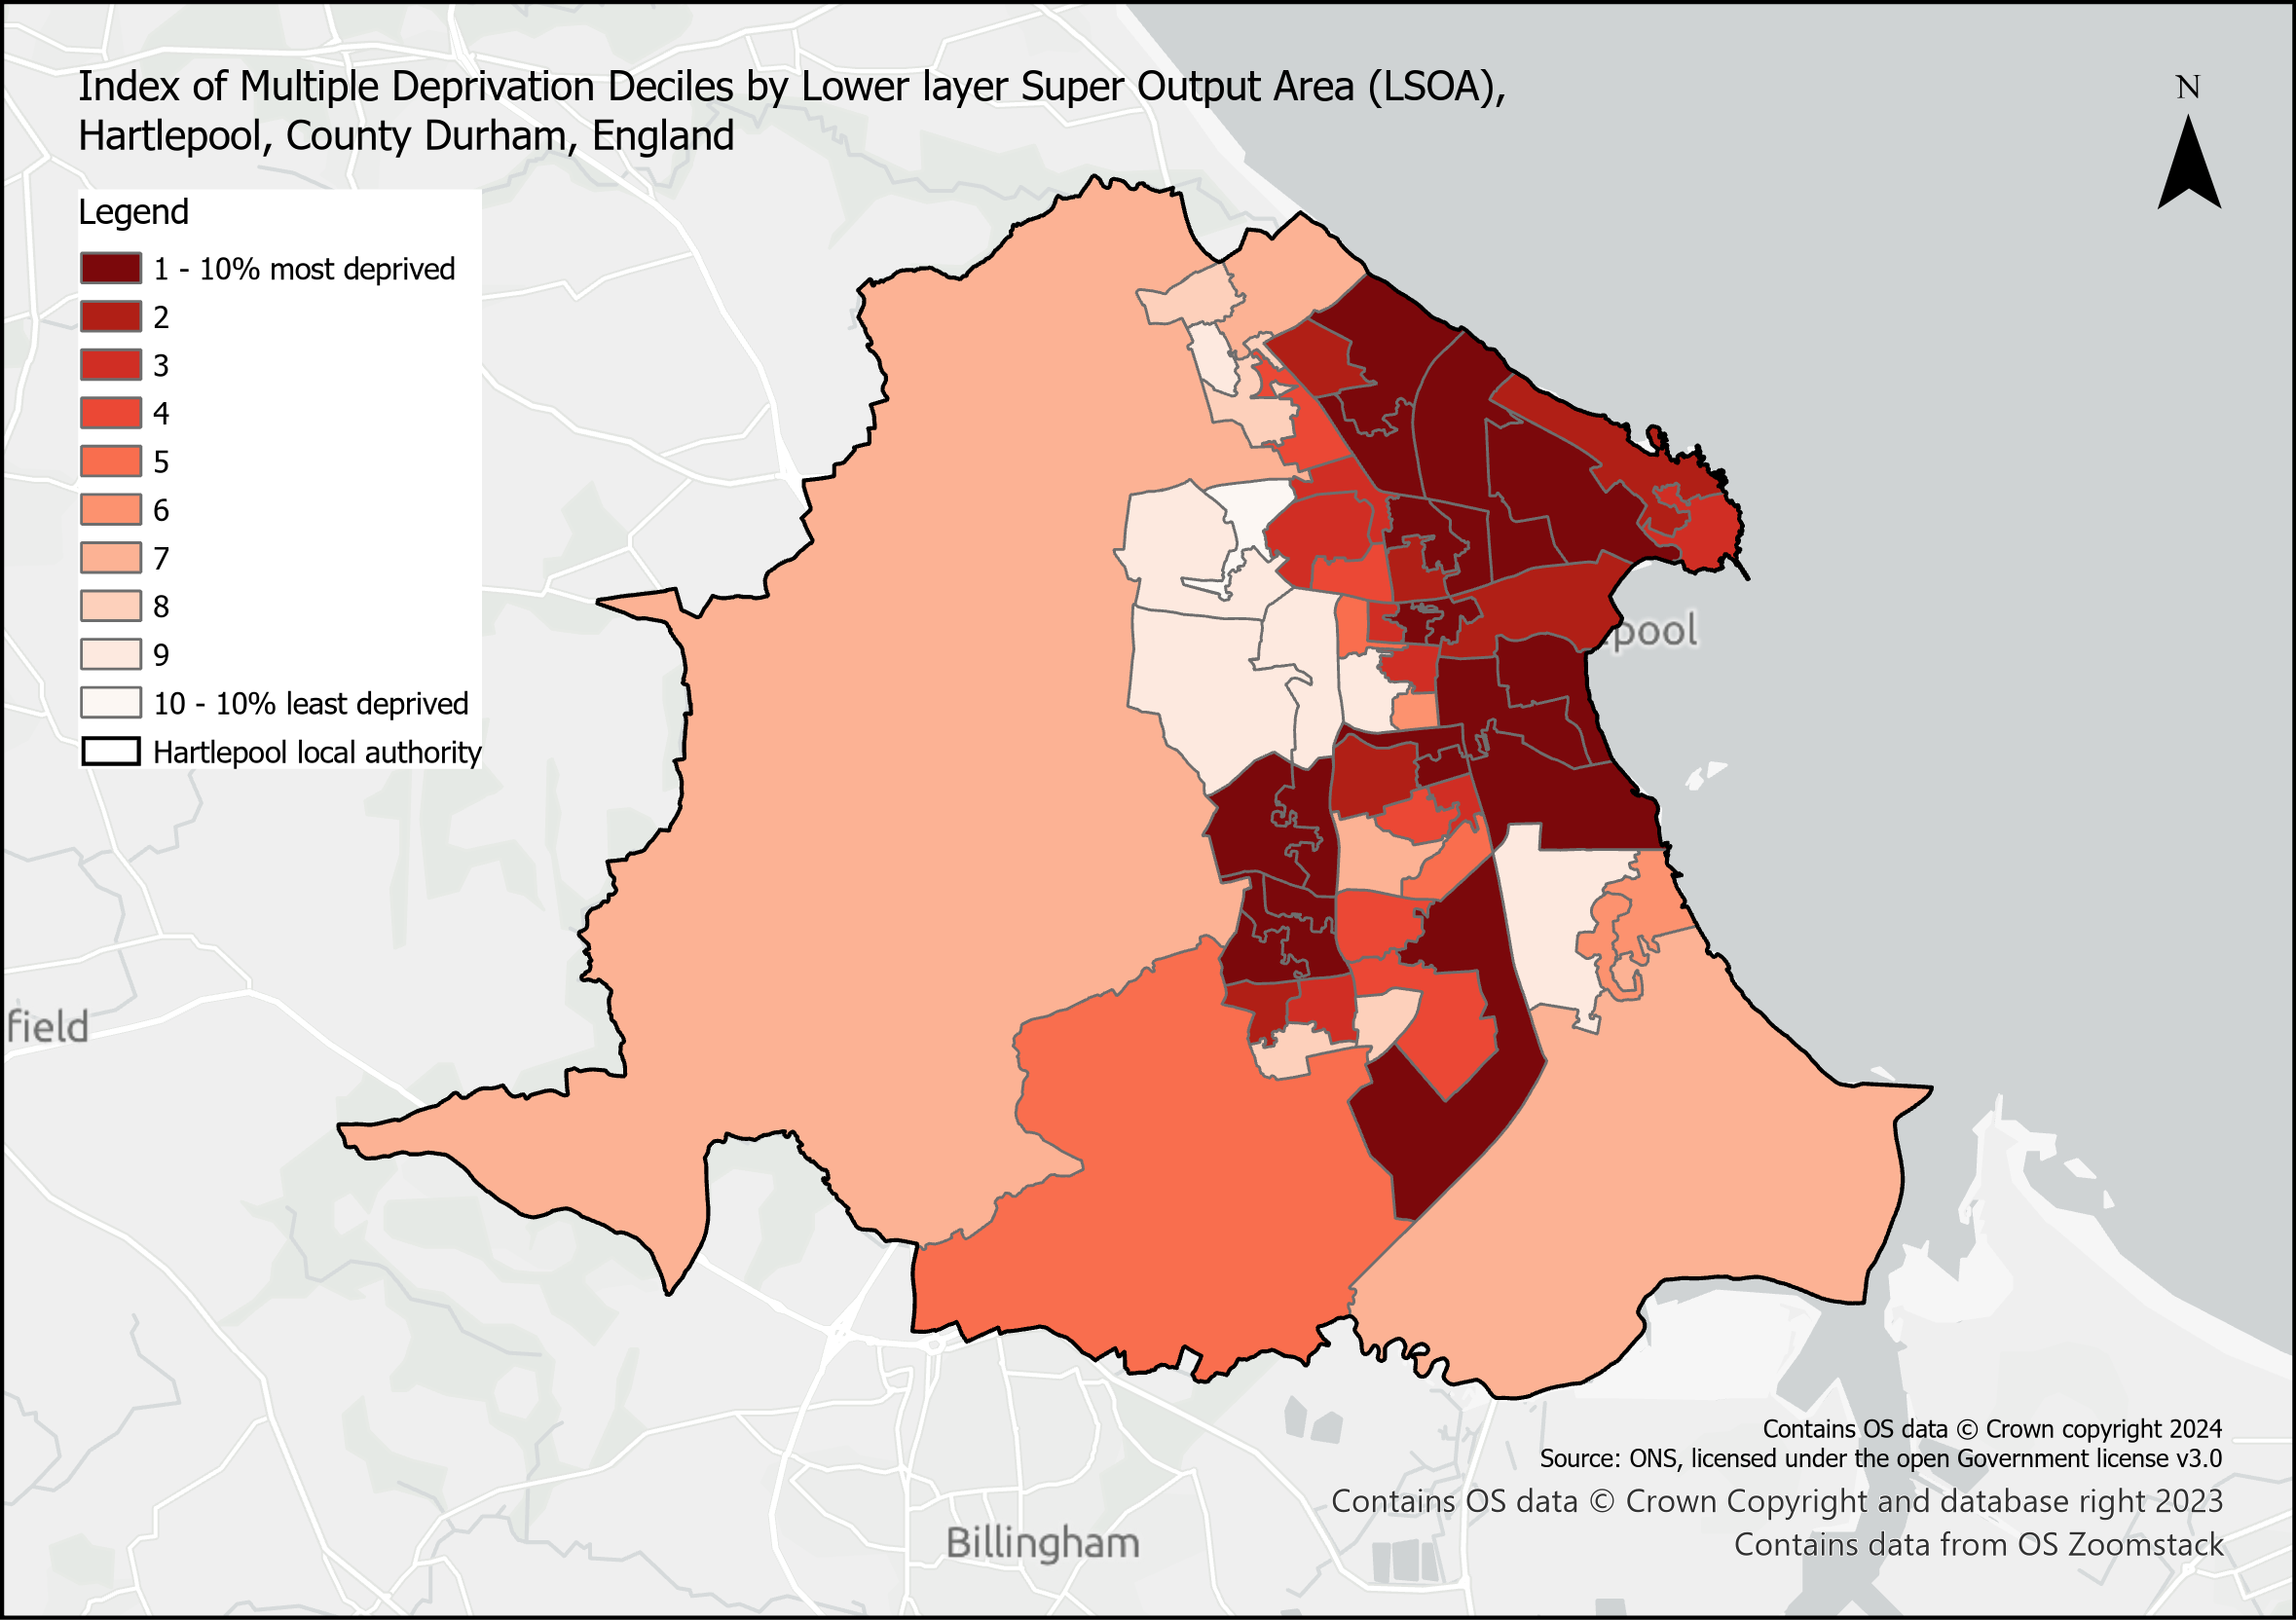 Index of Multiple Deprivation Deciles by Lower layer Super Output Area (LSOA),
Hartlepool, County Durham, England
N
Legend
1 - 10% most deprived
2
3
4
5
6
7
8
9
10 - 10% least deprived
Hartlepool local authority
pool
field
Billingham
Contains OS data © Crown copyright 2024
Source: ONS, licensed under the open Government license v3.0
Contains OS data © Crown Copyright and database right 2023
Contains data from OS Zoomstack